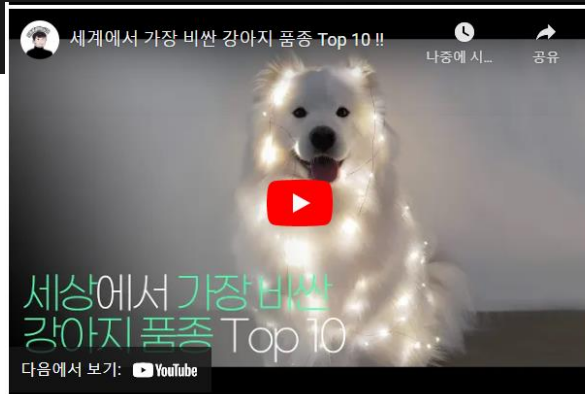 세계에서 가장 비싼 강아지 품종 Top 10 !!
나중에 시...
공유
세상에서 가장 비싼
강아지 품종 Top 10
다음에서 보기: YouTube